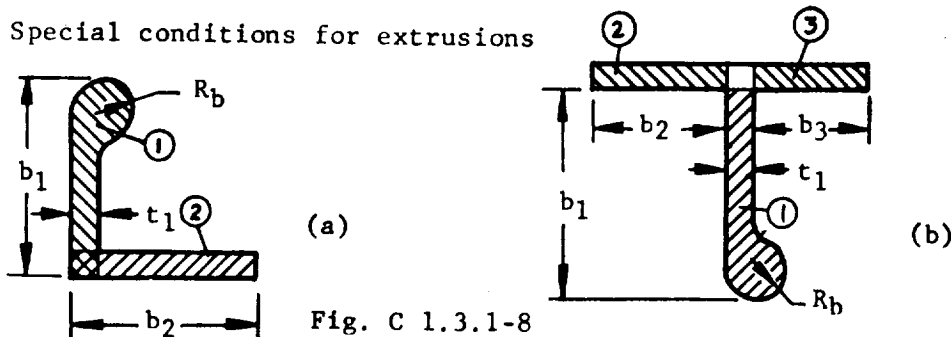 Special conditions for extrusions
R_b
①
b_1
t_1
②
b_2
(a)
②
③
b_2
b_3
t_1
b_1
①
R_b
(b)
Fig. C 1.3.1-8